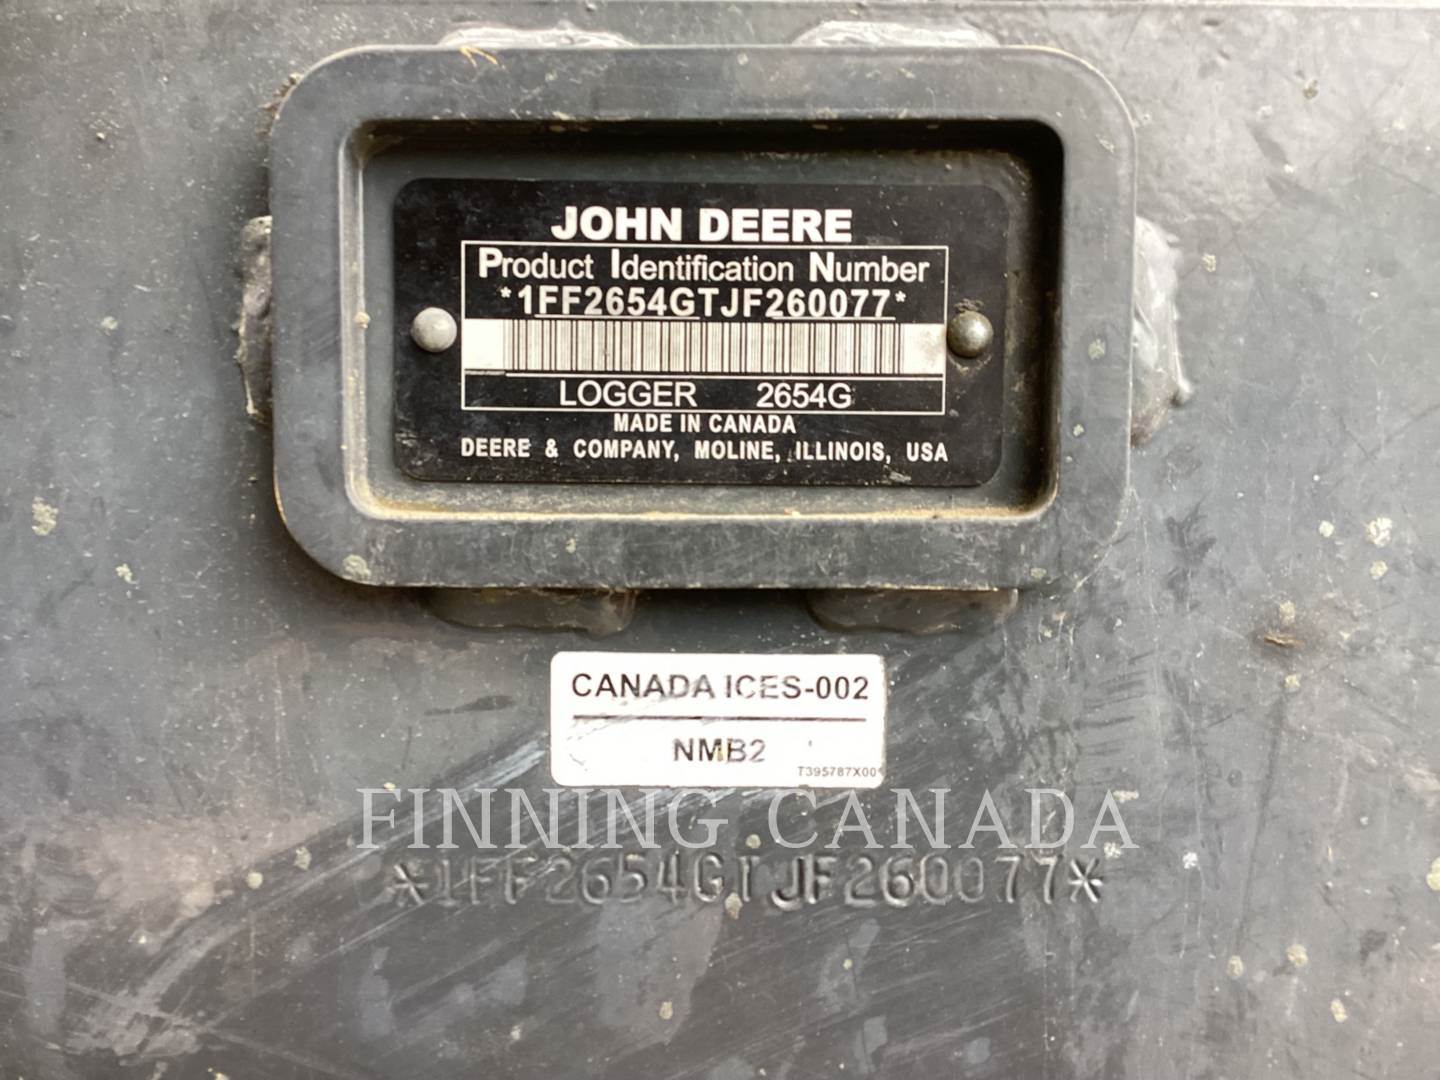 JOHN DEERE
Product Identification Number
*1FF2654GTJF260077*
LOGGER 2654G
MADE IN CANADA
DEERE & COMPANY, MOLINE, ILLINOIS, USA
CANADA ICES-002
NMB2
T395787X001
FINNING CANADA
*1FF2654GTJF260077*